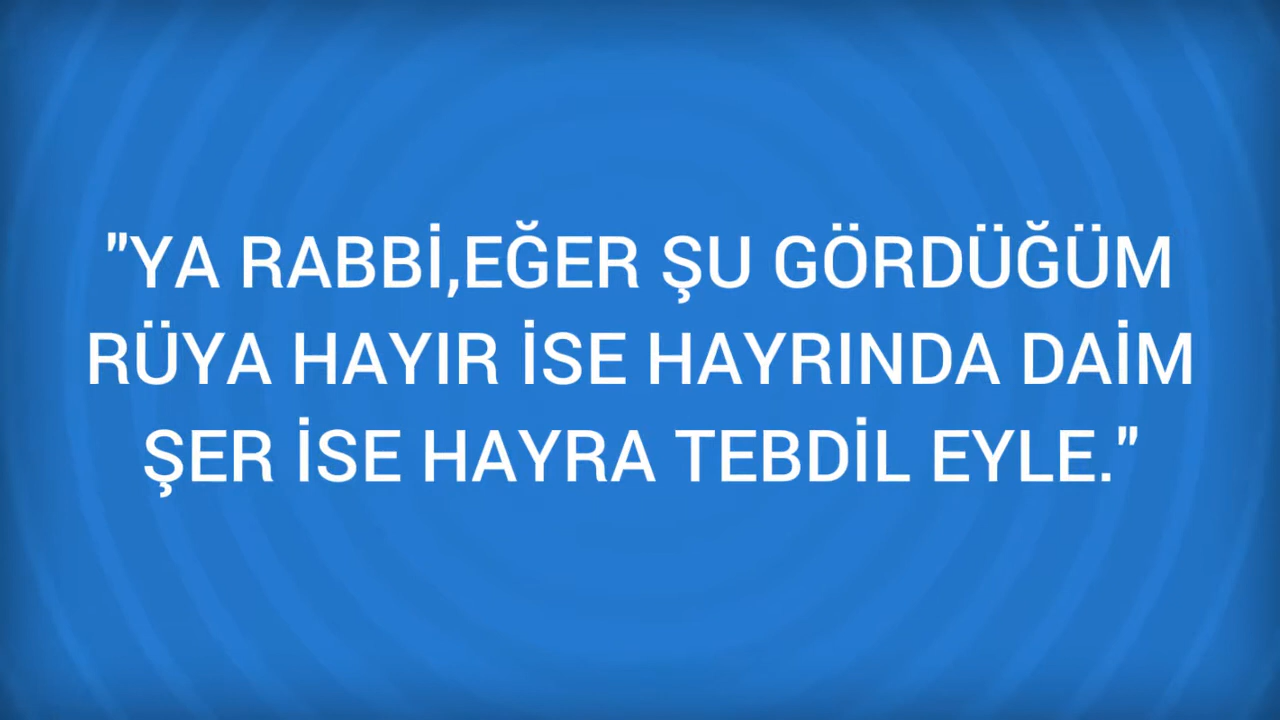 "YA RABBİ,EĞER ŞU GÖRDÜĞÜM
RÜYA HAYIR İSE HAYRINDA DAİM
ŞER İSE HAYRA TEBDİL EYLE."